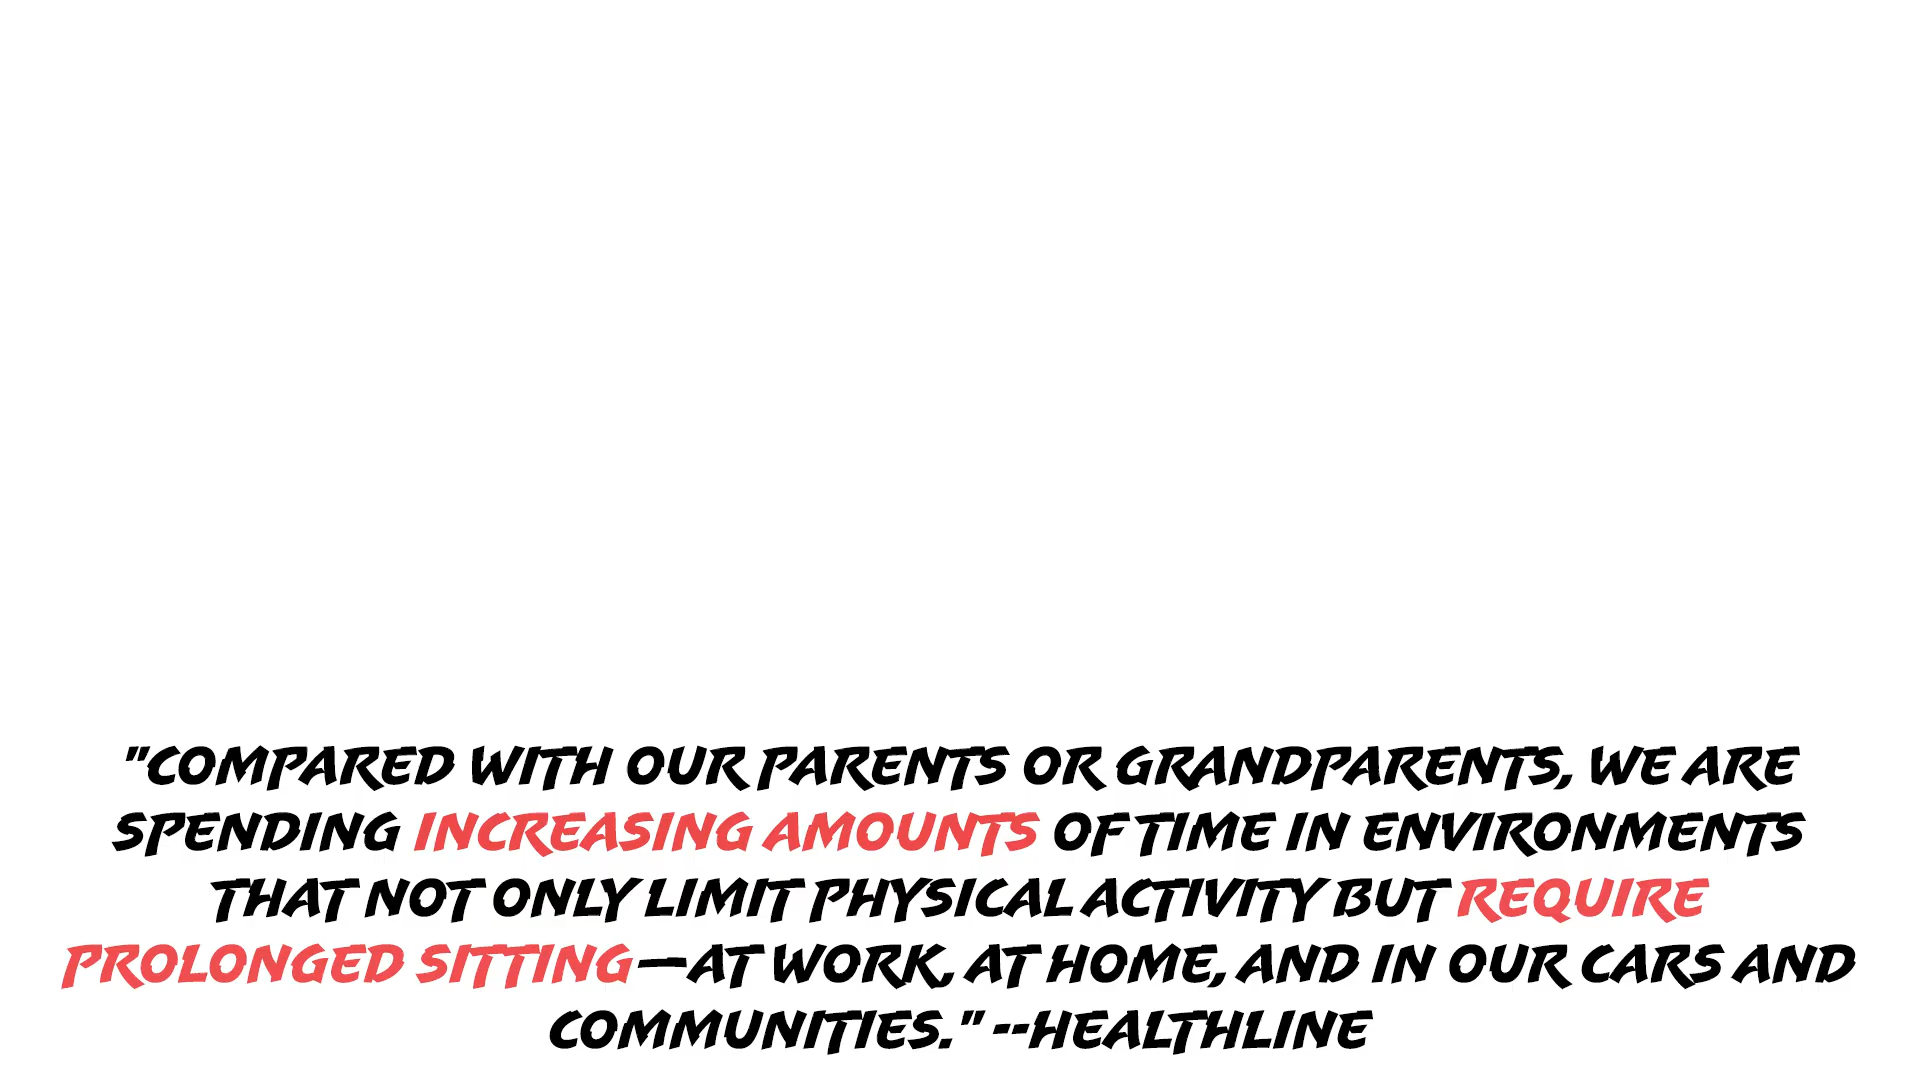 "COMPARED WITH OUR PARENTS OR GRANDPARENTS, WE ARE
SPENDING INCREASING AMOUNTS OF TIME IN ENVIRONMENTS
THAT NOT ONLY LIMIT PHYSICAL ACTIVITY BUT REQUIRE
PROLONGED SITTING—AT WORK, AT HOME, AND IN OUR CARS AND
COMMUNITIES." --HEALTHLINE